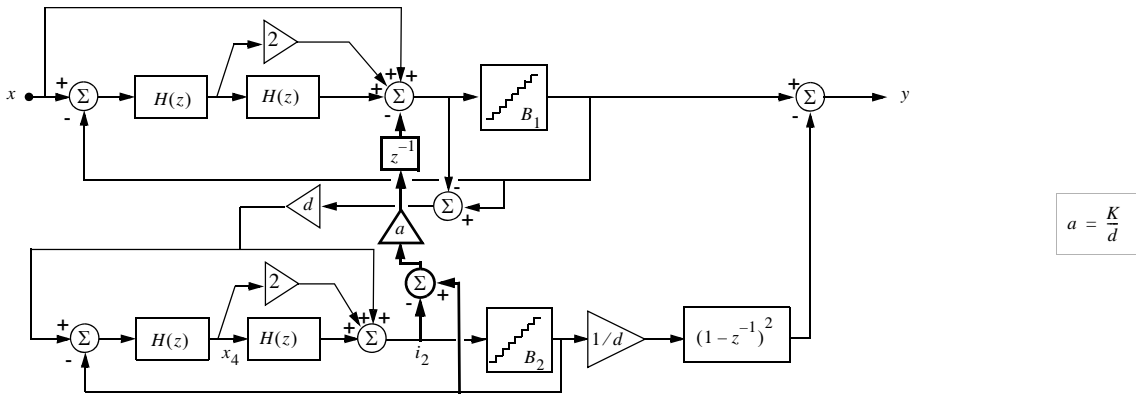 2
x + Σ H(z) H(z) + + + Σ B₁ + Σ y
- - -
z⁻¹
-
d Σ +
a
a = K/d
2
- Σ +
+ Σ H(z) H(z) + + + Σ B₂ 1/d (1 – z⁻¹)²
- x₄ i₂